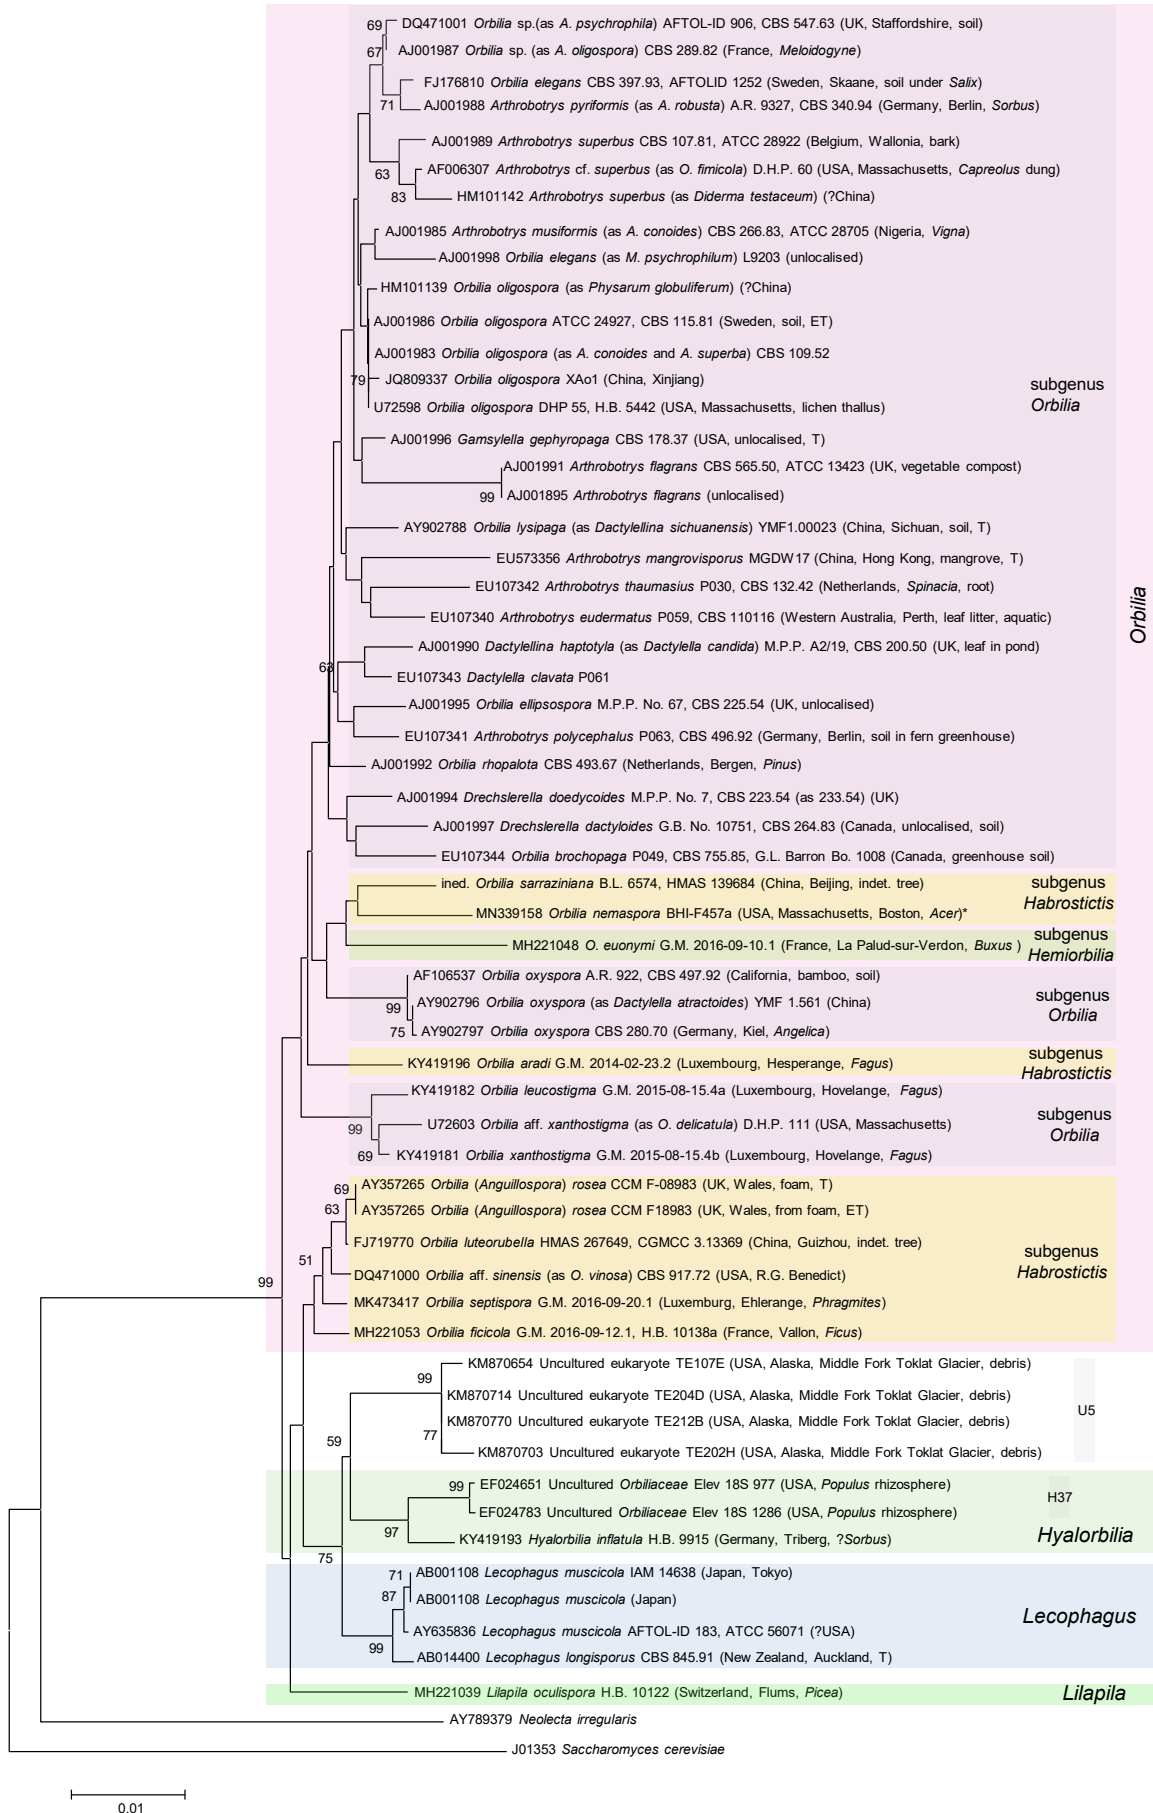 69
DQ471001 Orbilia sp.(as A. psychrophila) AFTOL-ID 906, CBS 547.63 (UK, Staffordshire, soil)
67
AJ001987 Orbilia sp. (as A. oligospora) CBS 289.82 (France, Meloidogyne)
FJ176810 Orbilia elegans CBS 397.93, AFTOLID 1252 (Sweden, Skaane, soil under Salix)
71
AJ001988 Arthrobotrys pyriformis (as A. robusta) A.R. 9327, CBS 340.94 (Germany, Berlin, Sorbus)
AJ001989 Arthrobotrys superbus CBS 107.81, ATCC 28922 (Belgium, Wallonia, bark)
63
AF006307 Arthrobotrys cf. superbus (as O. fimicola) D.H.P. 60 (USA, Massachusetts, Capreolus dung)
83
HM101142 Arthrobotrys superbus (as Diderma testaceum) (?China)
AJ001985 Arthrobotrys musiformis (as A. conoides) CBS 266.83, ATCC 28705 (Nigeria, Vigna)
AJ001998 Orbilia elegans (as M. psychrophilum) L9203 (unlocalised)
HM101139 Orbilia oligospora (as Physarum globuliferum) (?China)
AJ001986 Orbilia oligospora ATCC 24927, CBS 115.81 (Sweden, soil, ET)
AJ001983 Orbilia oligospora (as A. conoides and A. superba) CBS 109.52
79
JQ809337 Orbilia oligospora XAo1 (China, Xinjiang)
subgenus
Orbilia
U72598 Orbilia oligospora DHP 55, H.B. 5442 (USA, Massachusetts, lichen thallus)
AJ001996 Gamsylella gephyropaga CBS 178.37 (USA, unlocalised, T)
AJ001991 Arthrobotrys flagrans CBS 565.50, ATCC 13423 (UK, vegetable compost)
99
AJ001895 Arthrobotrys flagrans (unlocalised)
AY902788 Orbilia lysipaga (as Dactylellina sichuanensis) YMF1.00023 (China, Sichuan, soil, T)
EU573356 Arthrobotrys mangrovisporus MGDW17 (China, Hong Kong, mangrove, T)
EU107342 Arthrobotrys thaumasius P030, CBS 132.42 (Netherlands, Spinacia, root)
EU107340 Arthrobotrys eudermatus P059, CBS 110116 (Western Australia, Perth, leaf litter, aquatic)
Orbilia
AJ001990 Dactylellina haptotyla (as Dactylella candida) M.P.P. A2/19, CBS 200.50 (UK, leaf in pond)
63
EU107343 Dactylella clavata P061
AJ001995 Orbilia ellipsospora M.P.P. No. 67, CBS 225.54 (UK, unlocalised)
EU107341 Arthrobotrys polycephalus P063, CBS 496.92 (Germany, Berlin, soil in fern greenhouse)
AJ001992 Orbilia rhopalota CBS 493.67 (Netherlands, Bergen, Pinus)
AJ001994 Drechslerella doedycoides M.P.P. No. 7, CBS 223.54 (as 233.54) (UK)
AJ001997 Drechslerella dactyloides G.B. No. 10751, CBS 264.83 (Canada, unlocalised, soil)
EU107344 Orbilia brochopaga P049, CBS 755.85, G.L. Barron Bo. 1008 (Canada, greenhouse soil)
ined. Orbilia sarraziniana B.L. 6574, HMAS 139684 (China, Beijing, indet. tree)
subgenus
Habrostictis
MN339158 Orbilia nemaspora BHI-F457a (USA, Massachusetts, Boston, Acer)*
subgenus
Hemiorbilia
MH221048 O. euonymi G.M. 2016-09-10.1 (France, La Palud-sur-Verdon, Buxus )
AF106537 Orbilia oxyspora A.R. 922, CBS 497.92 (California, bamboo, soil)
99
AY902796 Orbilia oxyspora (as Dactylella atractoides) YMF 1.561 (China)
subgenus
Orbilia
75
AY902797 Orbilia oxyspora CBS 280.70 (Germany, Kiel, Angelica)
KY419196 Orbilia aradi G.M. 2014-02-23.2 (Luxembourg, Hesperange, Fagus)
subgenus
Habrostictis
KY419182 Orbilia leucostigma G.M. 2015-08-15.4a (Luxembourg, Hovelange, Fagus)
99
U72603 Orbilia aff. xanthostigma (as O. delicatula) D.H.P. 111 (USA, Massachusetts)
subgenus
Orbilia
69
KY419181 Orbilia xanthostigma G.M. 2015-08-15.4b (Luxembourg, Hovelange, Fagus)
69
AY357265 Orbilia (Anguillospora) rosea CCM F-08983 (UK, Wales, foam, T)
63
AY357265 Orbilia (Anguillospora) rosea CCM F18983 (UK, Wales, from foam, ET)
FJ719770 Orbilia luteorubella HMAS 267649, CGMCC 3.13369 (China, Guizhou, indet. tree)
51
subgenus
Habrostictis
DQ471000 Orbilia aff. sinensis (as O. vinosa) CBS 917.72 (USA, R.G. Benedict)
99
MK473417 Orbilia septispora G.M. 2016-09-20.1 (Luxemburg, Ehlerange, Phragmites)
MH221053 Orbilia ficicola G.M. 2016-09-12.1, H.B. 10138a (France, Vallon, Ficus)
KM870654 Uncultured eukaryote TE107E (USA, Alaska, Middle Fork Toklat Glacier, debris)
99
KM870714 Uncultured eukaryote TE204D (USA, Alaska, Middle Fork Toklat Glacier, debris)
U5
KM870770 Uncultured eukaryote TE212B (USA, Alaska, Middle Fork Toklat Glacier, debris)
77
59
KM870703 Uncultured eukaryote TE202H (USA, Alaska, Middle Fork Toklat Glacier, debris)
99
EF024651 Uncultured Orbiliaceae Elev 18S 977 (USA, Populus rhizosphere)
H37
EF024783 Uncultured Orbiliaceae Elev 18S 1286 (USA, Populus rhizosphere)
97
Hyalorbilia
KY419193 Hyalorbilia inflatula H.B. 9915 (Germany, Triberg, ?Sorbus)
75
71
AB001108 Lecophagus muscicola IAM 14638 (Japan, Tokyo)
87
AB001108 Lecophagus muscicola (Japan)
Lecophagus
AY635836 Lecophagus muscicola AFTOL-ID 183, ATCC 56071 (?USA)
99
AB014400 Lecophagus longisporus CBS 845.91 (New Zealand, Auckland, T)
MH221039 Lilapila oculispora H.B. 10122 (Switzerland, Flums, Picea)
Lilapila
AY789379 Neolecta irregularis
J01353 Saccharomyces cerevisiae
0.01